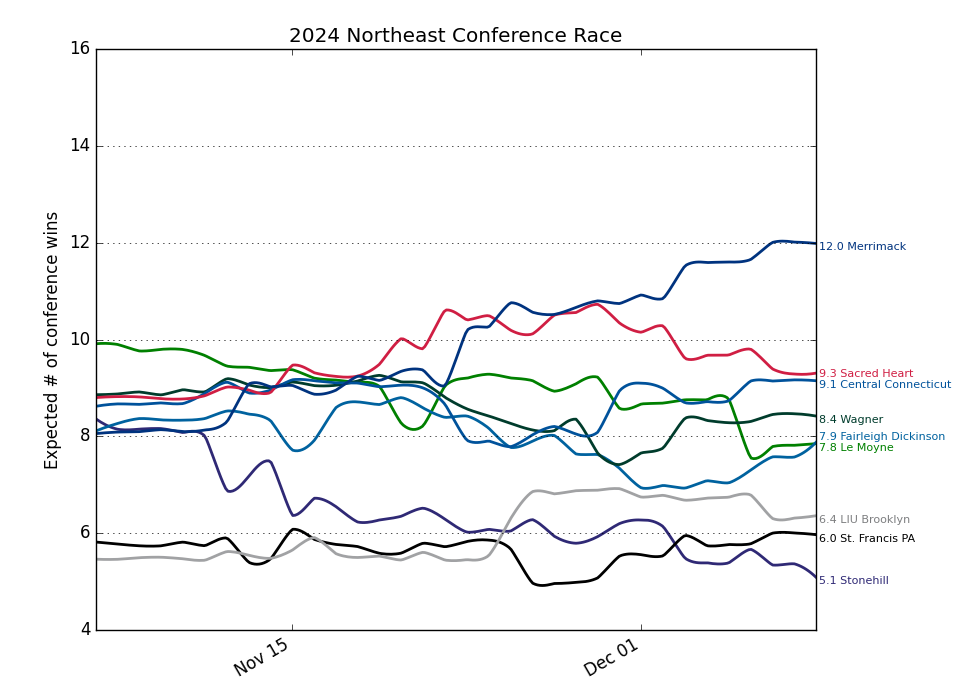 2024 Northeast Conference Race
Expected # of conference wins
16
14
12
10
8
6
4
Nov 15
Dec 01
12.0 Merrimack
9.3 Sacred Heart
9.1 Central Connecticut
8.4 Wagner
7.9 Fairleigh Dickinson
7.8 Le Moyne
6.4 LIU Brooklyn
6.0 St. Francis PA
5.1 Stonehill